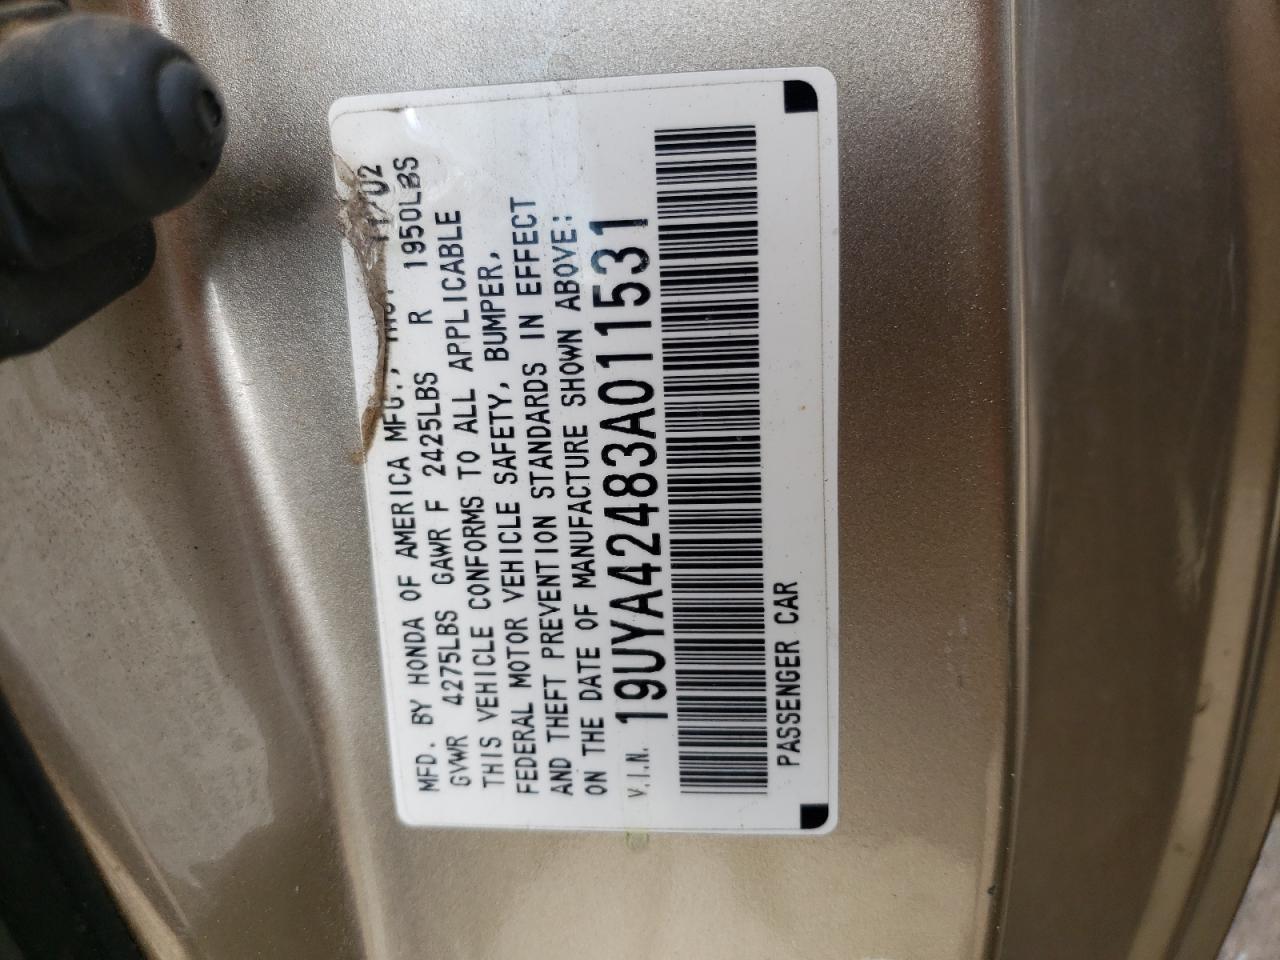 MFD. BY HONDA OF AMERICA MFG., 11/02
GVWR 4275LBS GAWR F 2425LBS R 1950LBS
THIS VEHICLE CONFORMS TO ALL APPLICABLE
FEDERAL MOTOR VEHICLE SAFETY, BUMPER,
AND THEFT PREVENTION STANDARDS IN EFFECT
ON THE DATE OF MANUFACTURE SHOWN ABOVE:
V.I.N. 19UYA42483A011531
PASSENGER CAR